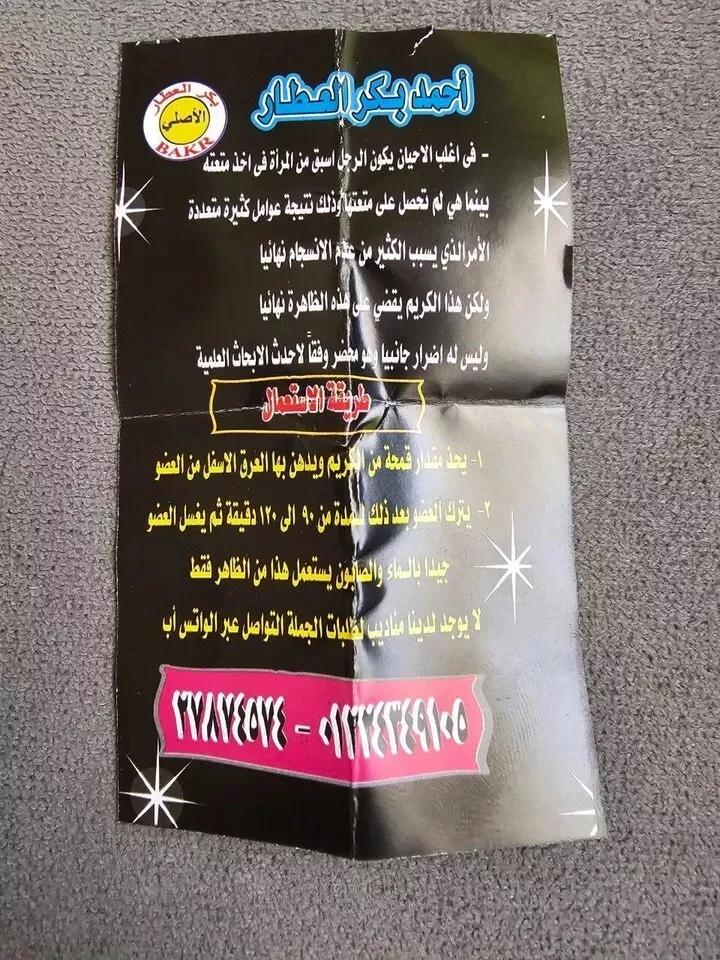 أحمد بكر العطار
بكر العطار
الأصلي
BAKR
- فى اغلب الاحيان يكون الرجل اسبق من المرأة فى اخذ متعته
بينما هي لم تحصل على متعتها وذلك نتيجة عوامل كثيرة متعددة
الأمرالذي يسبب الكثير من عدم الانسجام نهائيا
ولكن هذا الكريم يقضي على هذه الظاهرة نهائيا
وليس له اضرار جانبيا وهو محضر وفقاً لاحدث الابحاث العلمية
طريقة الاستعمال
١- يحذ مقدار قمحة من الكريم ويدهن بها العرق الاسفل من العضو
٢- يترك العضو بعد ذلك لمدة من ٩٠ الى ١٢٠ دقيقة ثم يغسل العضو
جيدا بالماء والصابون يستعمل هذا من الظاهر فقط
لا يوجد لدينا مناديب لطلبات الجملة التواصل عبر الواتس أب